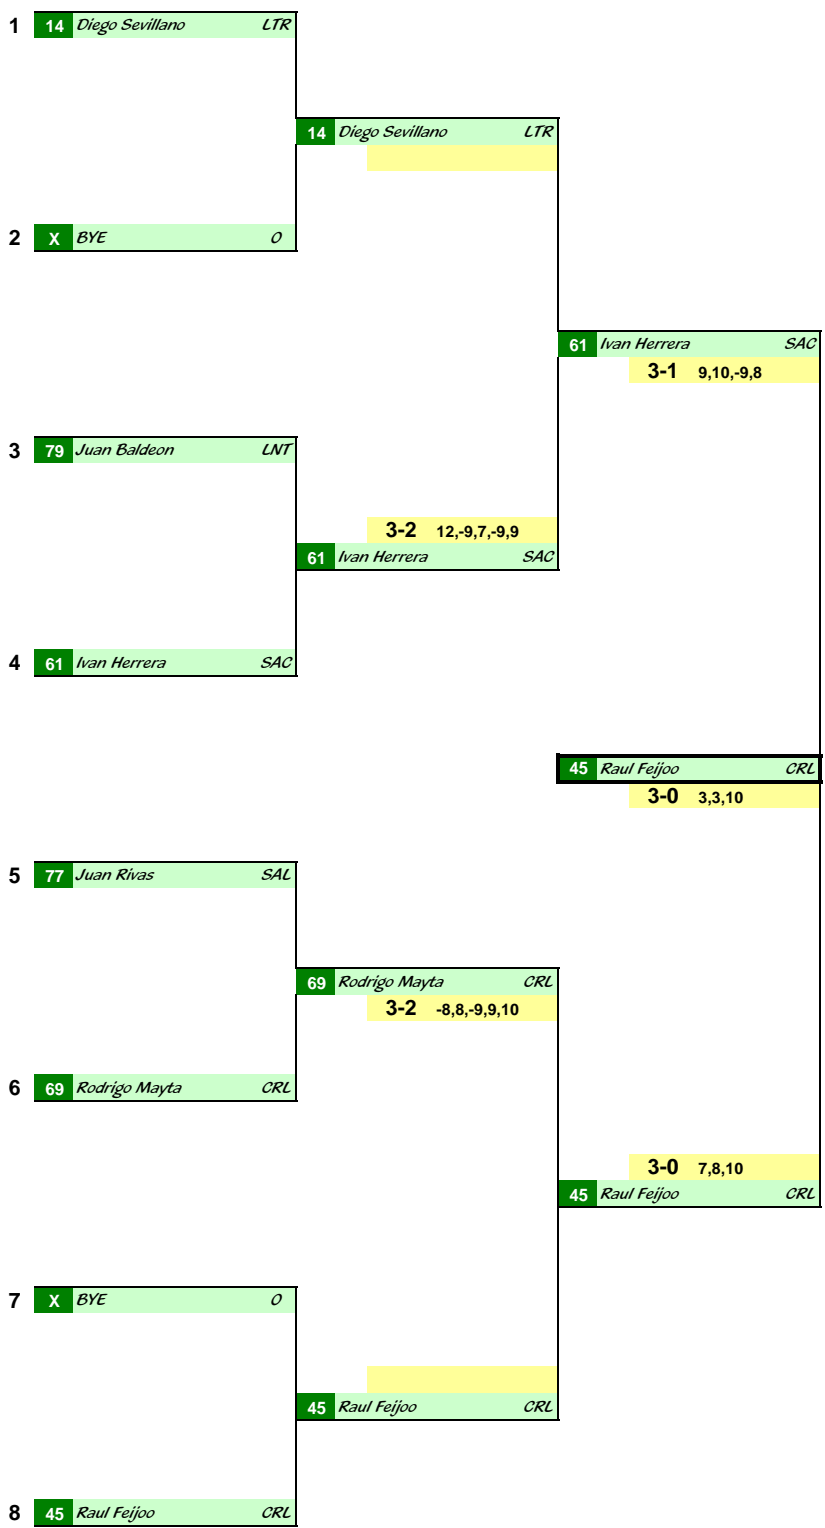 1 14 Diego Sevillano LTR
14 Diego Sevillano LTR
2 X BYE O
61 Ivan Herrera SAC
3-1 9,10,-9,8
3 79 Juan Baldeon LNT
3-2 12,-9,7,-9,9
61 Ivan Herrera SAC
4 61 Ivan Herrera SAC
45 Raul Feijoo CRL
3-0 3,3,10
5 77 Juan Rivas SAL
69 Rodrigo Mayta CRL
3-2 -8,8,-9,9,10
6 69 Rodrigo Mayta CRL
3-0 7,8,10
45 Raul Feijoo CRL
7 X BYE O
45 Raul Feijoo CRL
8 45 Raul Feijoo CRL